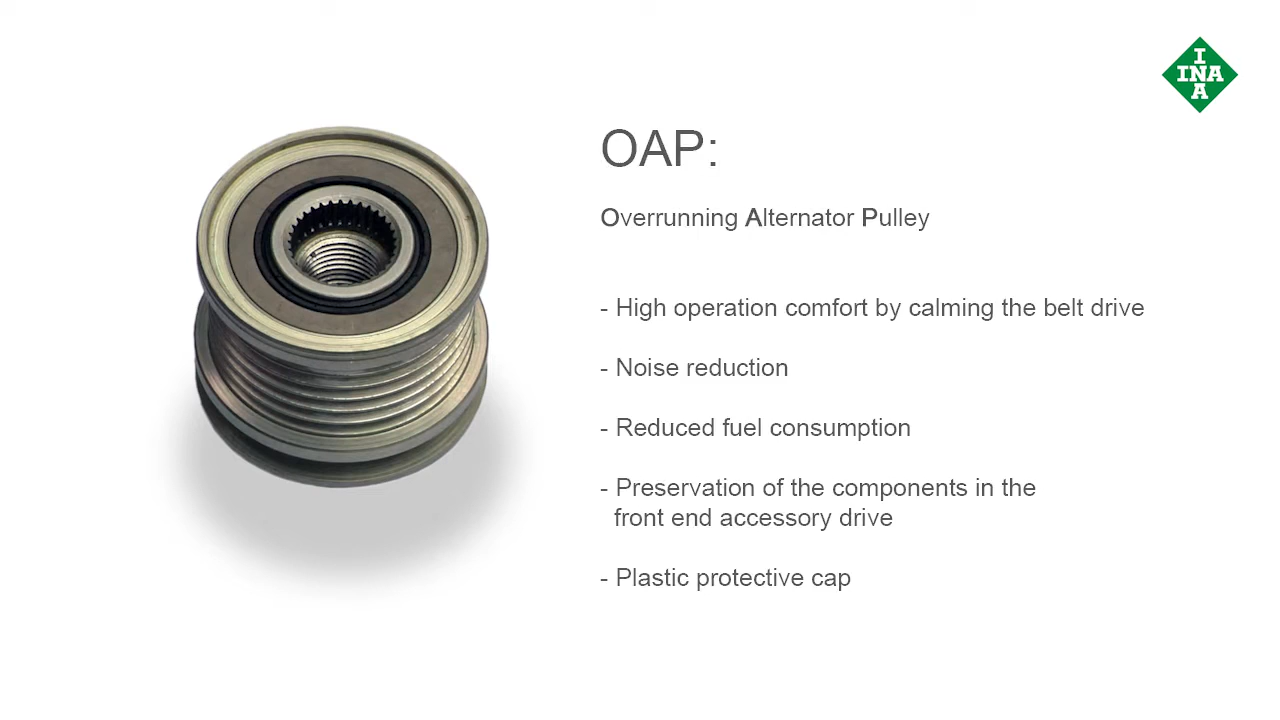 INA
INA
OAP:
Overrunning Alternator Pulley
- High operation comfort by calming the belt drive
- Noise reduction
- Reduced fuel consumption
- Preservation of the components in the
front end accessory drive
- Plastic protective cap